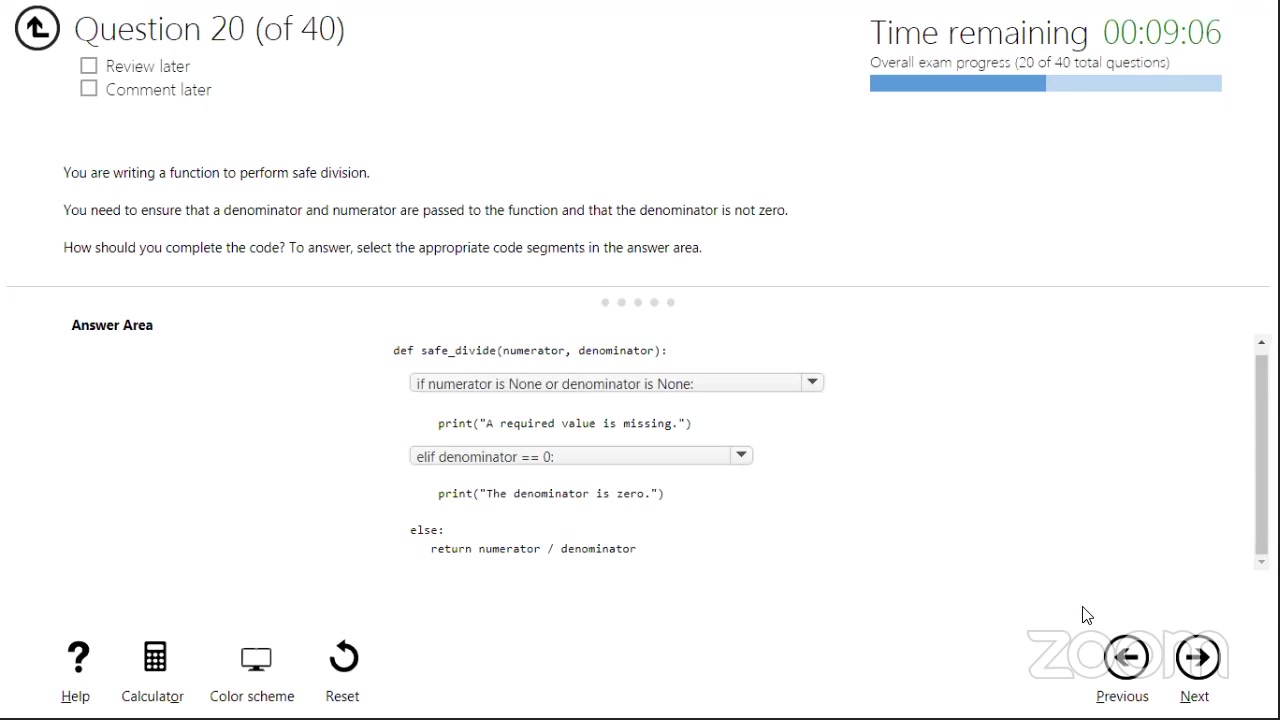 Question 20 (of 40)
Time remaining 00:09:06
Review later
Overall exam progress (20 of 40 total questions)
Comment later
You are writing a function to perform safe division.
You need to ensure that a denominator and numerator are passed to the function and that the denominator is not zero.
How should you complete the code? To answer, select the appropriate code segments in the answer area.
Answer Area
def safe_divide(numerator, denominator):
if numerator is None or denominator is None:
print("A required value is missing.")
elif denominator == 0:
print("The denominator is zero.")
else:
return numerator / denominator
zoom
?
Help
Calculator
Color scheme
Reset
Previous
Next